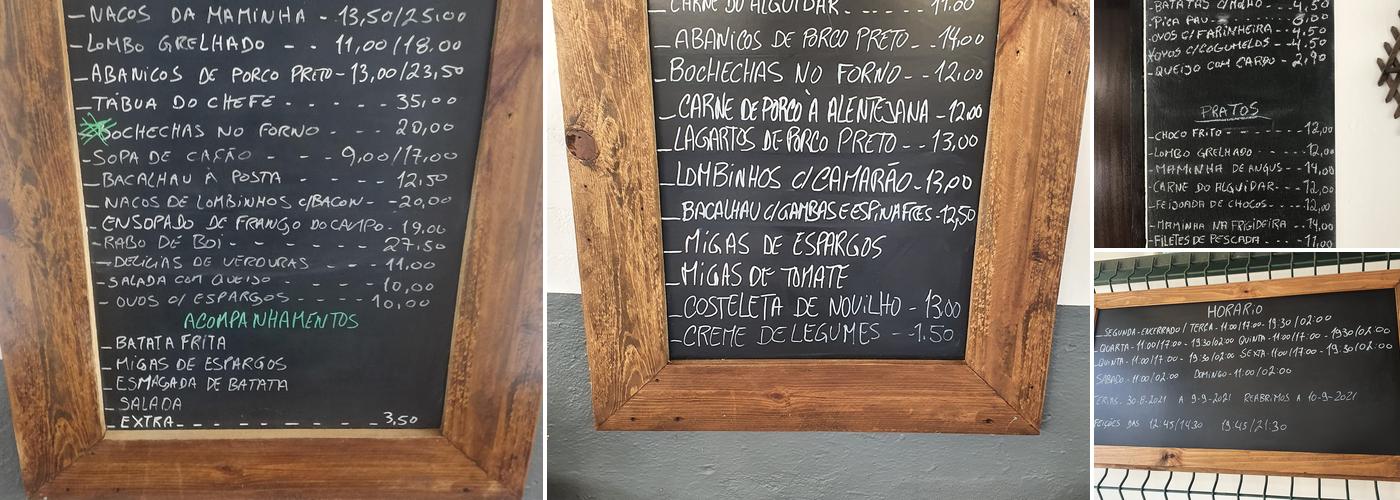 - NACOS DA MAMINHA - 13,50/25,00
- LOMBO GRELHADO - - 11,00/18.00
- ABANICOS DE PORCO PRETO - 13,00/23,50
- TÁBUA DO CHEFE - - - - - 35,00
BOCHECHAS NO FORNO - - - 20,00
- SOPA DE CAÇÃO - - - 9,00/17,00
- BACALHAU À POSTA - - - - 12,50
- NACOS DE LOMBINHOS C/BACON - - 20,00
- ENSOPADO DE FRANGO DO CAMPO - 19,00
- RABO DE BOI - - - - - - 27,50
- DELICIAS DE VERDURAS - - - 11,00
- SALADA COM QUEIJO - - - 10,00
- OVOS C/ ESPARGOS - - - - 10,00
ACOMPANHAMENTOS
- BATATA FRITA
- MIGAS DE ESPARGOS
- ESMAGADA DE BATATA
- SALADA
- EXTRA - - - - - - - 3,50
CARNE DO ALGUIDAR - - - - - 11.00
- ABANICOS DE PORCO PRETO - - 14,00
- BOCHECHAS NO FORNO - - 12,00
- CARNE DE PORCO À ALENTEJANA - 12,00
- LAGARTOS DE PORCO PRETO - - 13,00
- LOMBINHOS C/CAMARÃO - 13,00
- BACALHAU C/GAMBAS E ESPINAFRES - 12,50
- MIGAS DE ESPARGOS
- MIGAS DE TOMATE
- COSTELETA DE NOVILHO - 13,00
- CREME DE LEGUMES - - 1.50
- BATATAS C/MOLHO - - 4,50
- PICA PAU - - - - 8,00
- OVOS C/FARINHEIRA - - 4,50
OVOS C/COGUMELOS - 4,50
- QUEIJO COM CARDO - 2,90
PRATOS
- CHOCO FRITO - - - - - 12,00
- LOMBO GRELHADO - - - 12,00
- MAMINHA DE ANGUS - - 14,00
- CARNE DO ALGUIDAR - - - 12,00
- FEIJOADA DE CHOCOS - - - 12,00
- MAMINHA NA FRIGIDEIRA - - 14,00
- FILETES DE PESCADA - - - 11,00
HORARIO
- SEGUNDA - ENCERRADO / TERÇA - 11:00/17:00 - 19:30/02:00
- QUARTA - 11:00/17:00 - 19:30/02:00 QUINTA - 11:00/17:00 - 19:30/02:00
- QUINTA - 11:00/17:00 - 19:30/02:00 SEXTA - 11:00/17:00 - 19:30/02:00
SABADO - 11:00/02:00 DOMINGO - 11:00/02:00
30-8-2021 A 9-9-2021 REABRIMOS A 10-9-2021
DAS 12:45/14:30 19:45/21:30